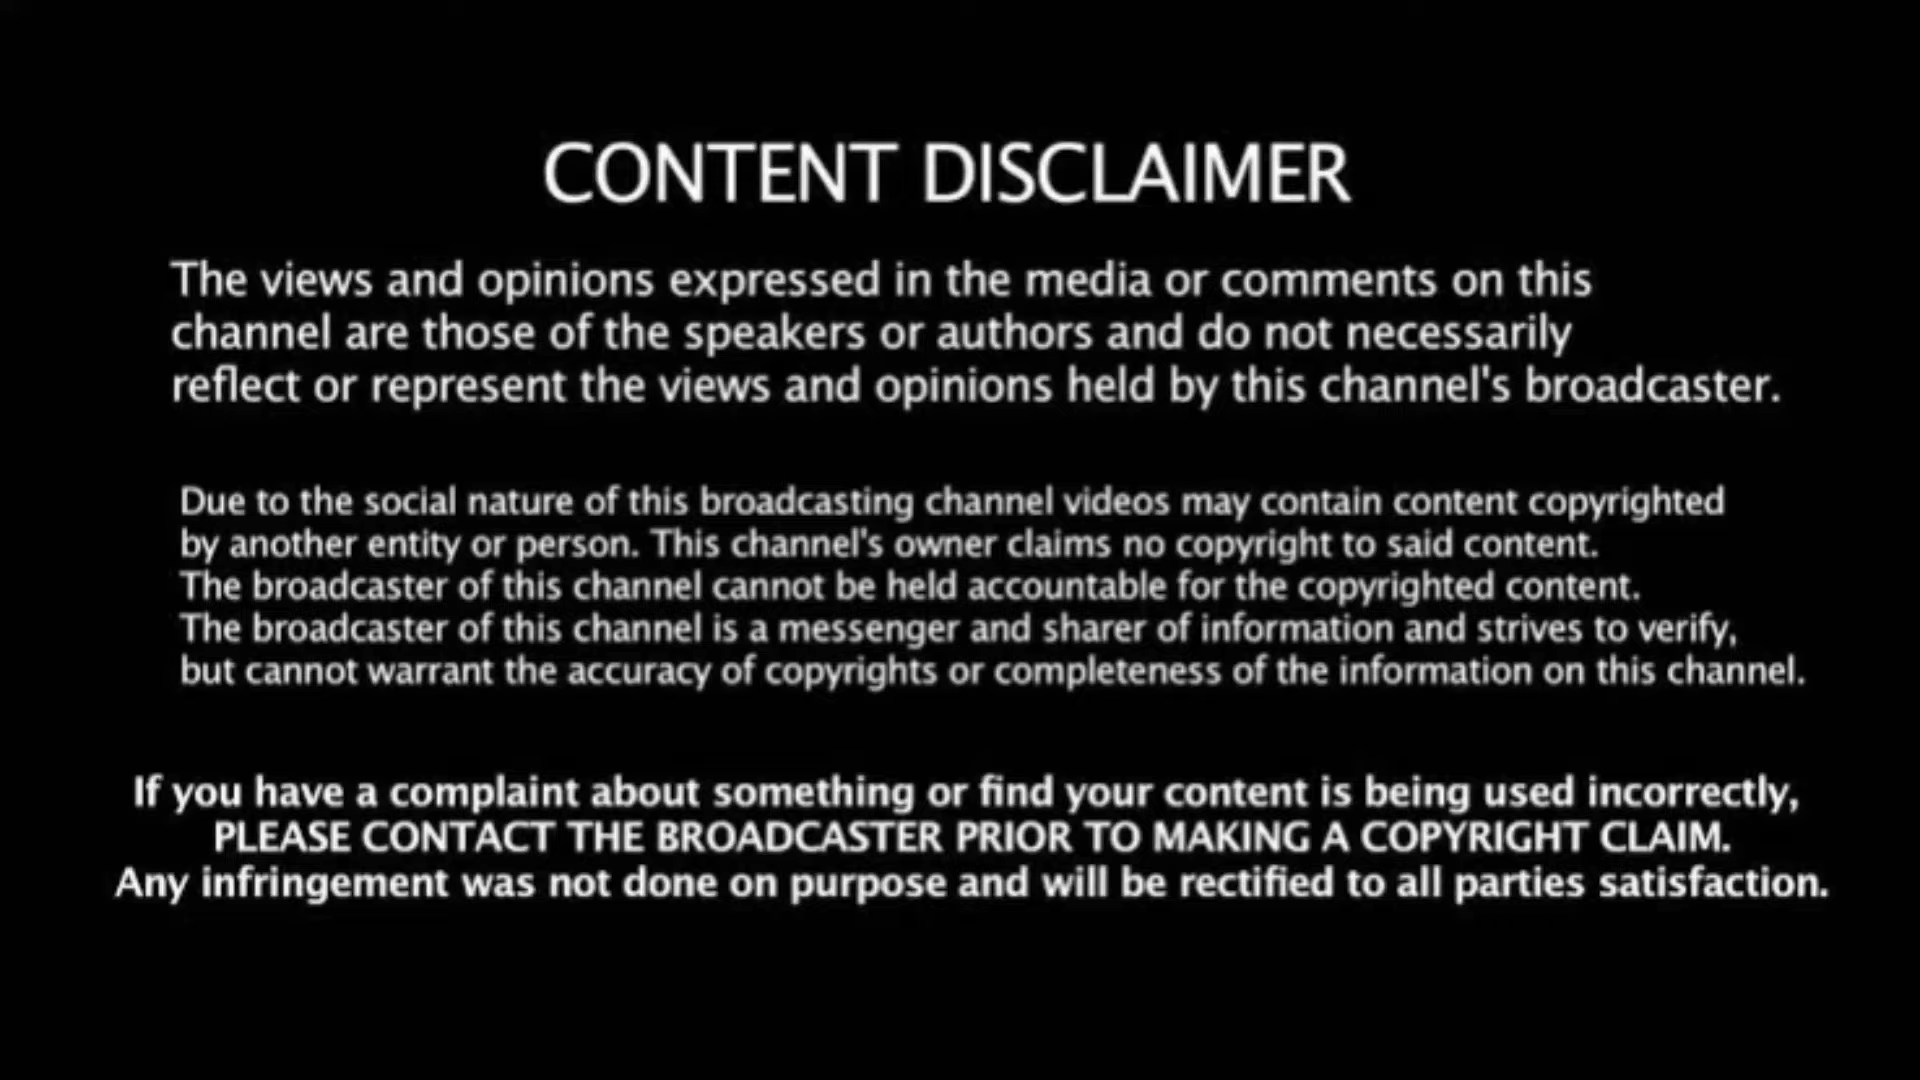 CONTENT DISCLAIMER
The views and opinions expressed in the media or comments on this
channel are those of the speakers or authors and do not necessarily
reflect or represent the views and opinions held by this channel's broadcaster.
Due to the social nature of this broadcasting channel videos may contain content copyrighted
by another entity or person. This channel's owner claims no copyright to said content.
The broadcaster of this channel cannot be held accountable for the copyrighted content.
The broadcaster of this channel is a messenger and sharer of information and strives to verify,
but cannot warrant the accuracy of copyrights or completeness of the information on this channel.
If you have a complaint about something or find your content is being used incorrectly,
PLEASE CONTACT THE BROADCASTER PRIOR TO MAKING A COPYRIGHT CLAIM.
Any infringement was not done on purpose and will be rectified to all parties satisfaction.